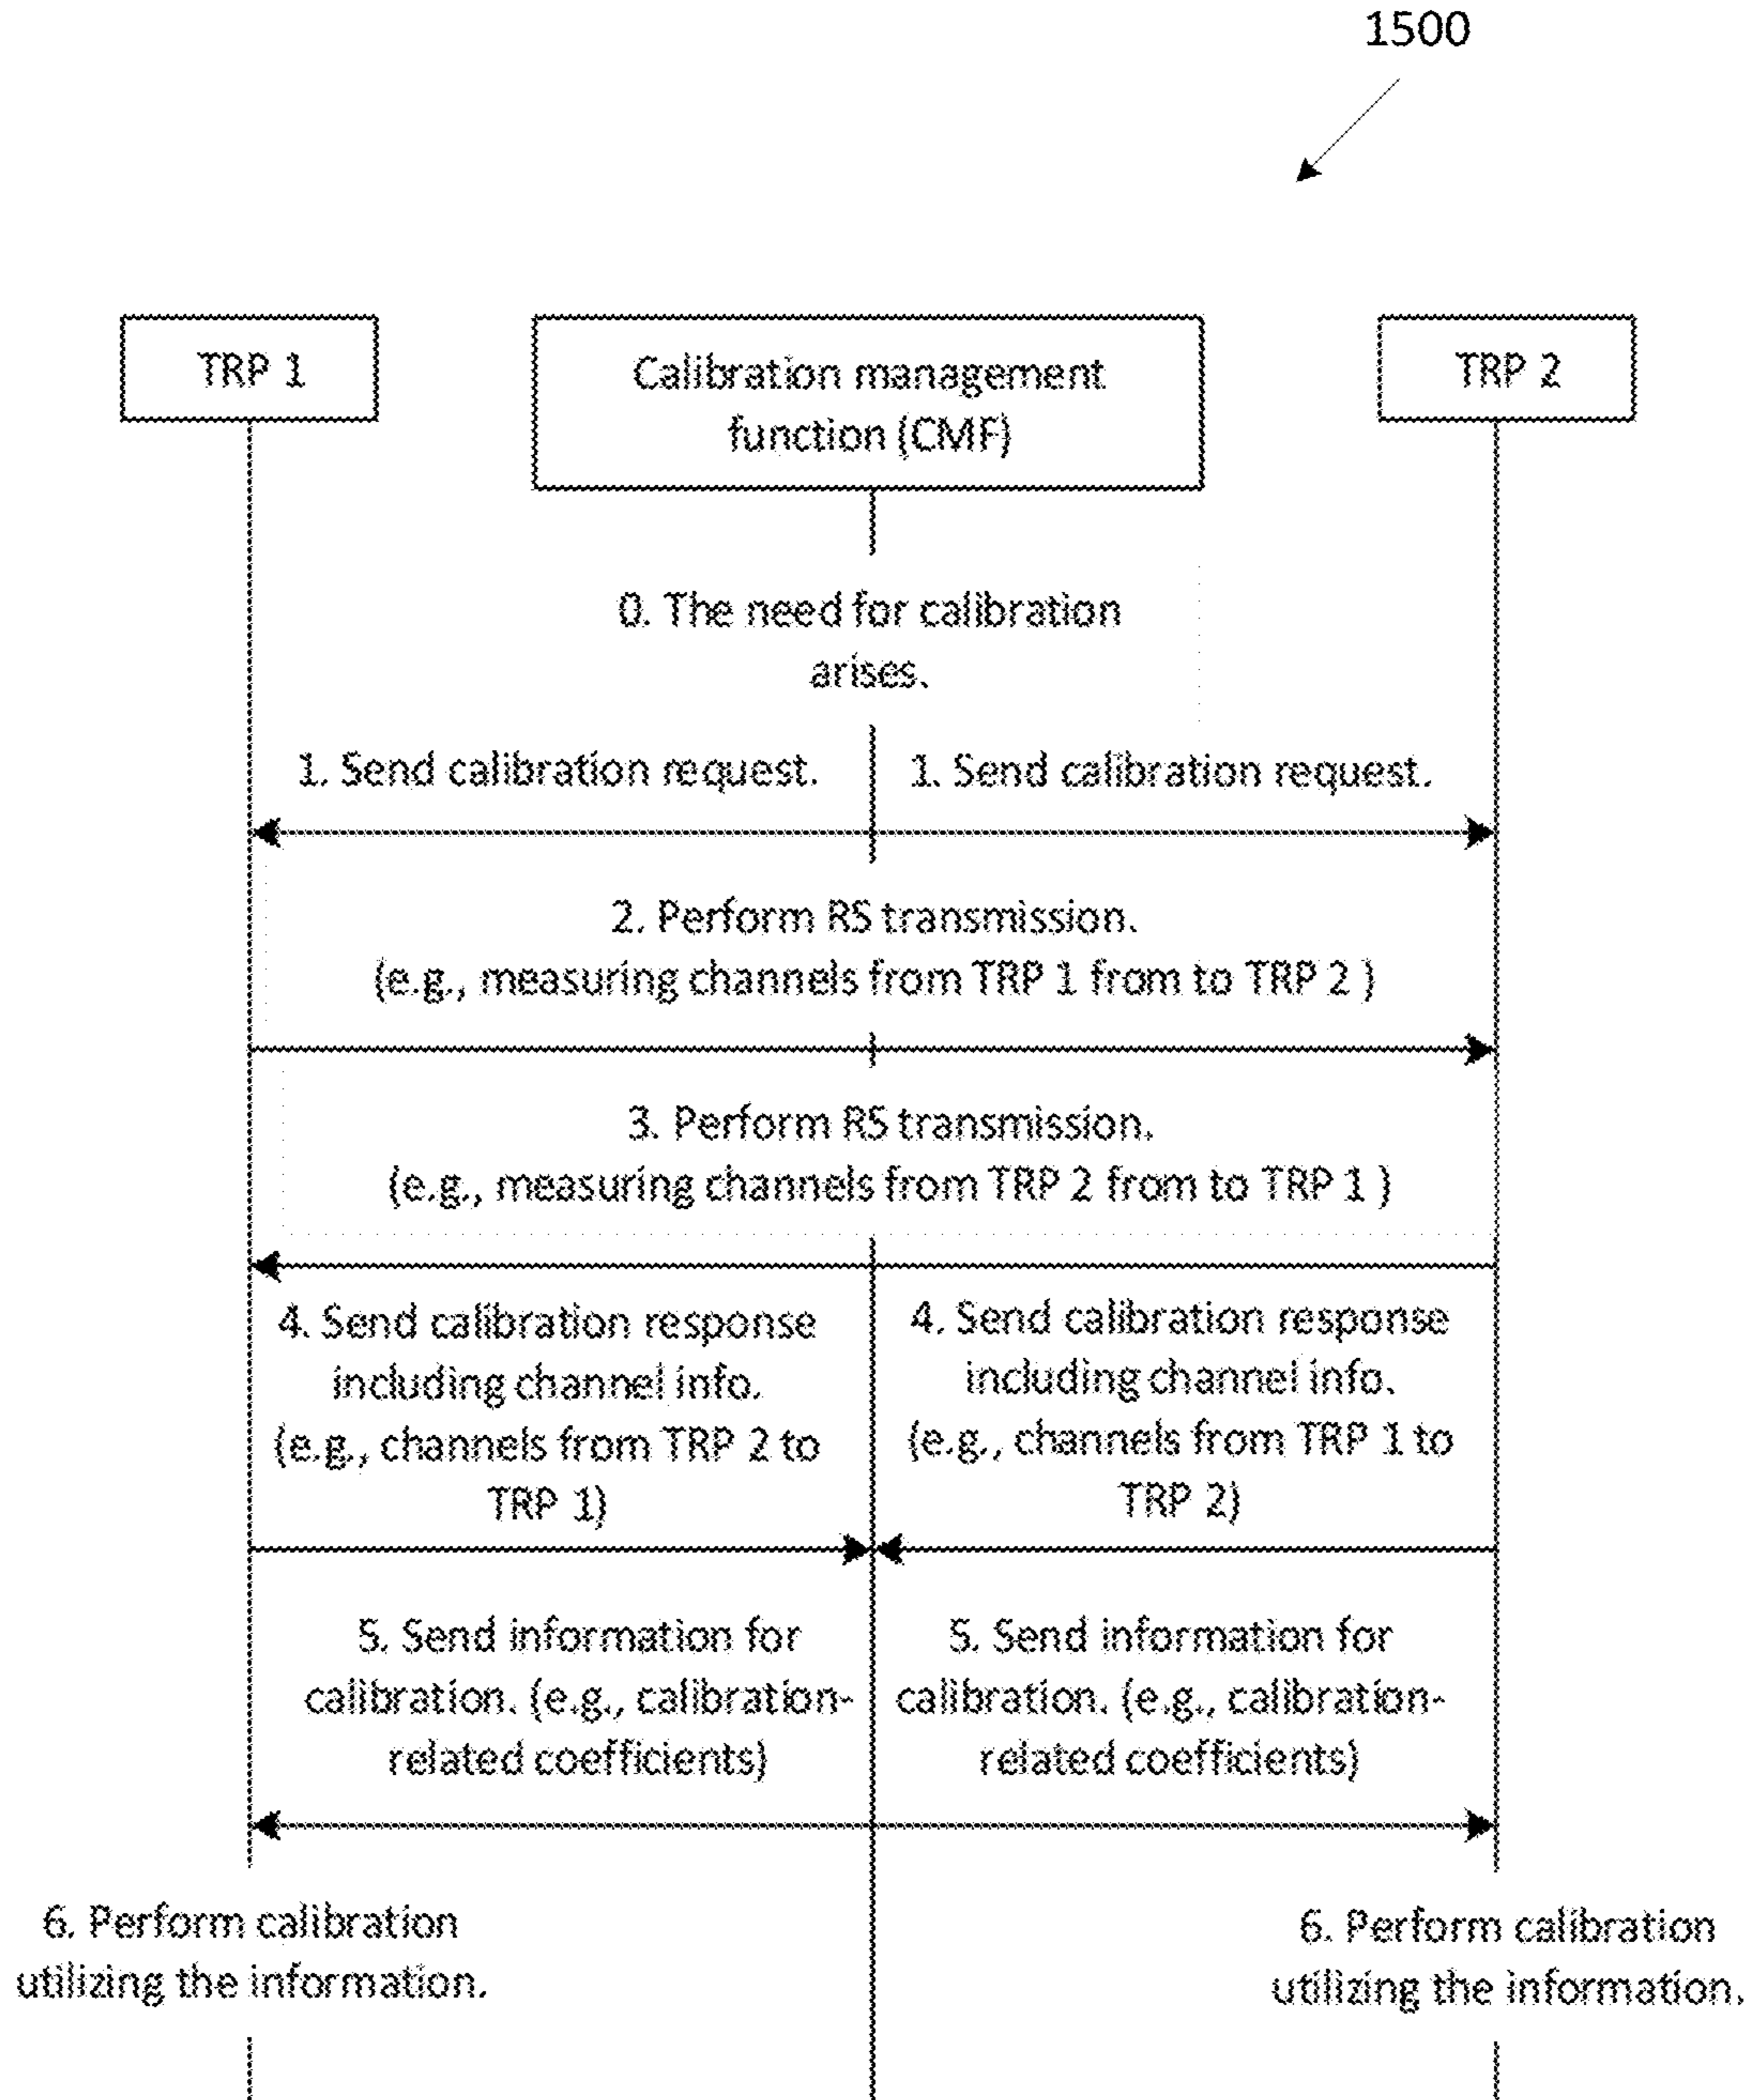 1500
TRP 1
Calibration management
function (CMF)
TRP 2
0. The need for calibration
arises.
1. Send calibration request.
1. Send calibration request.
2. Perform RS transmission.
(e.g., measuring channels from TRP 1 from to TRP 2 )
3. Perform RS transmission.
(e.g., measuring channels from TRP 2 from to TRP 1 )
4. Send calibration response
including channel info.
(e.g., channels from TRP 2 to
TRP 1)
4. Send calibration response
including channel info.
(e.g., channels from TRP 1 to
TRP 2)
5. Send information for
calibration. (e.g., calibration-
related coefficients)
5. Send information for
calibration. (e.g., calibration-
related coefficients)
6. Perform calibration
utilizing the information.
6. Perform calibration
utilizing the information.